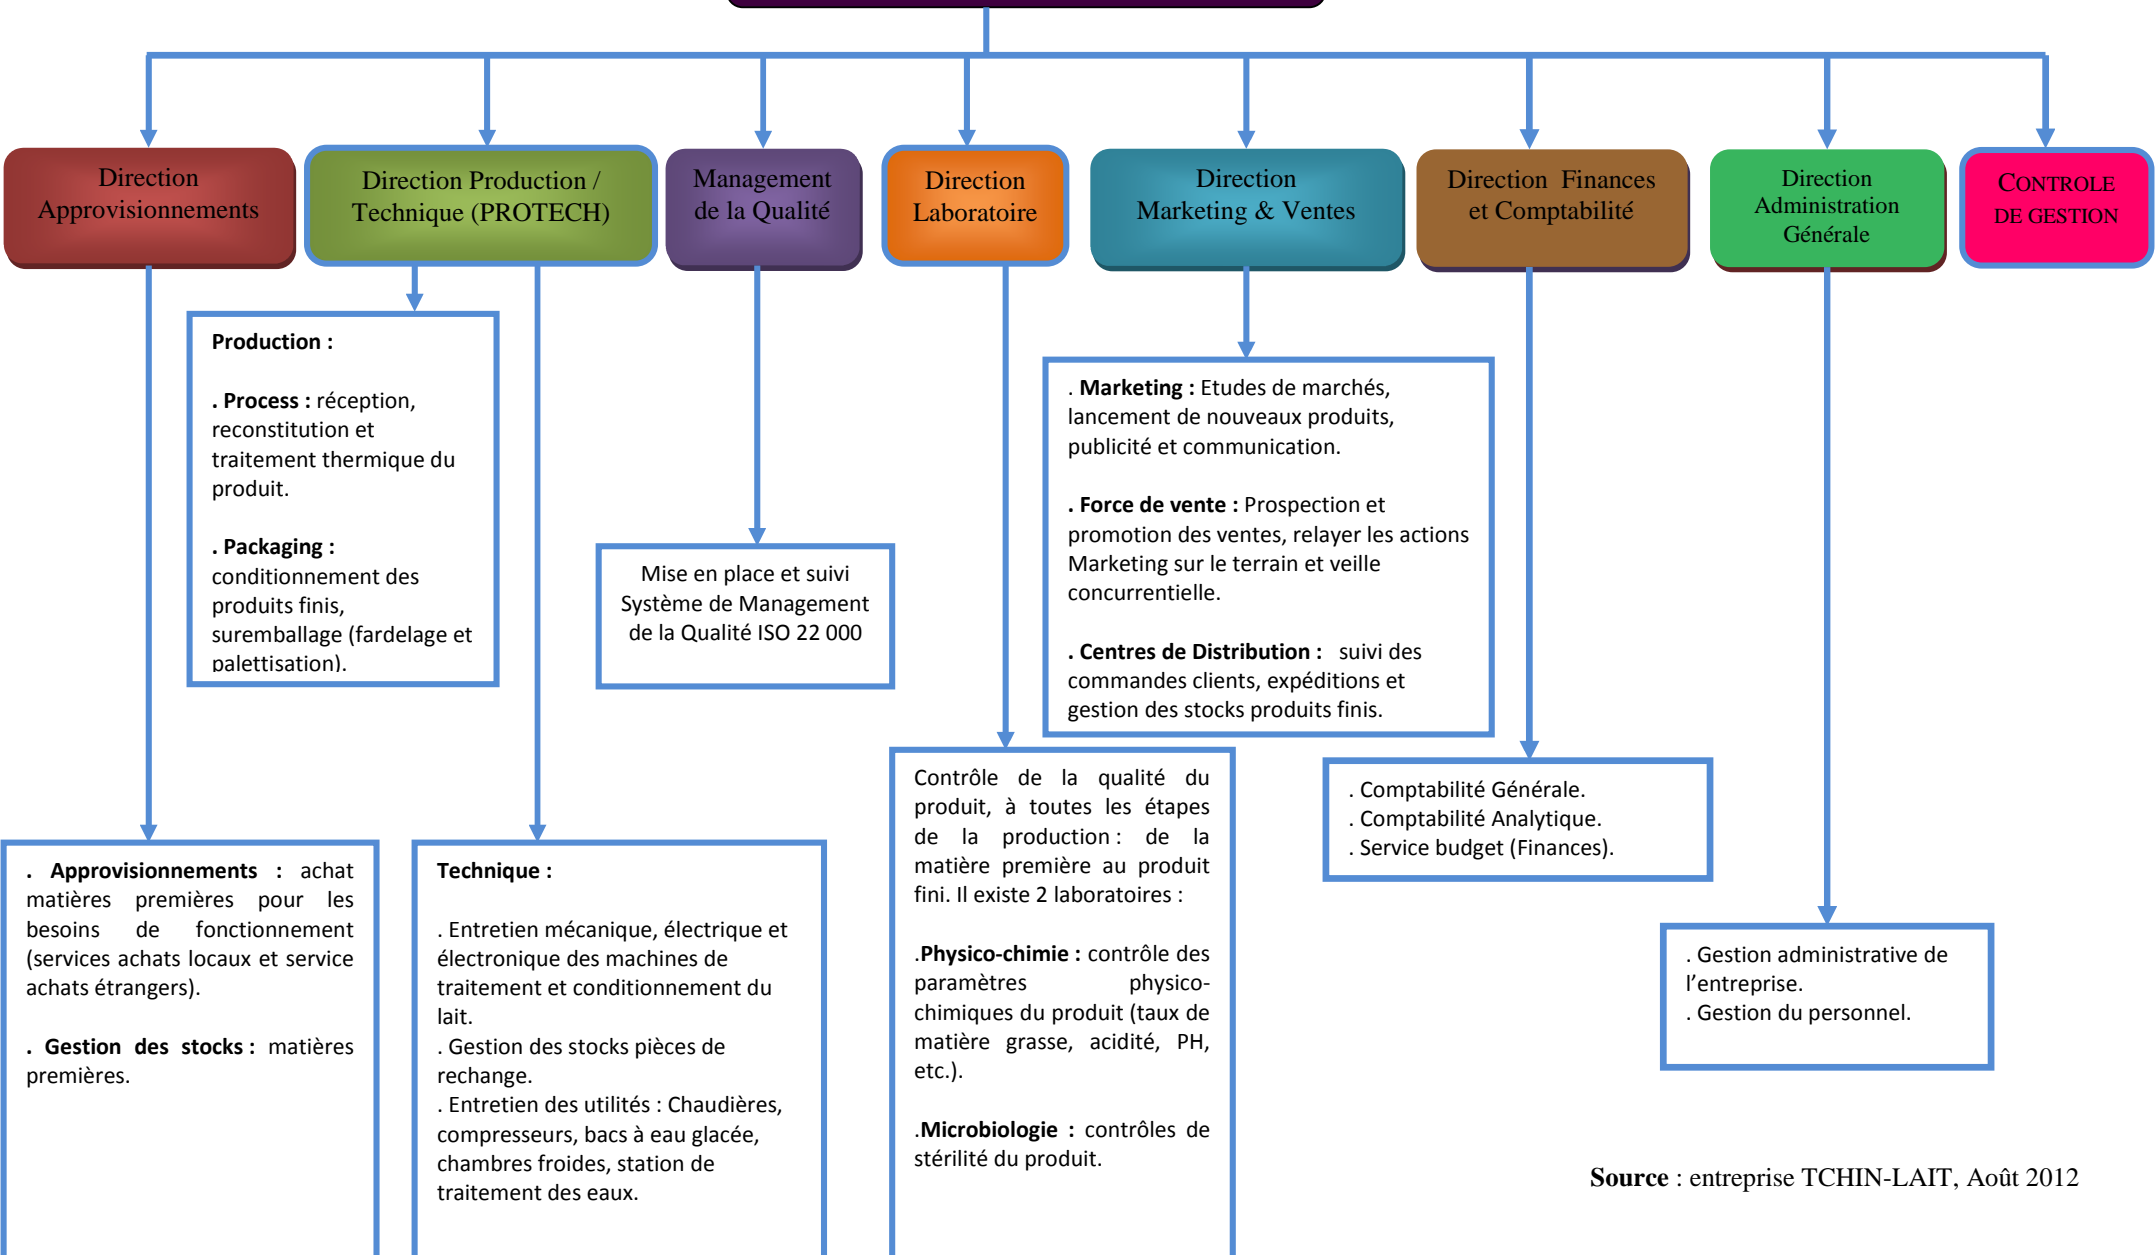 Direction
Approvisionnements
Direction Production /
Technique (PROTECH)
Management
de la Qualité
Direction
Laboratoire
Direction
Marketing & Ventes
Direction Finances
et Comptabilité
Direction
Administration
Générale
CONTROLE
DE GESTION
Production :
. Process : réception,
reconstitution et
traitement thermique du
produit.
. Packaging :
conditionnement des
produits finis,
suremballage (fardelage et
palettisation).
Mise en place et suivi
Système de Management
de la Qualité ISO 22 000
. Marketing : Etudes de marchés,
lancement de nouveaux produits,
publicité et communication.
. Force de vente : Prospection et
promotion des ventes, relayer les actions
Marketing sur le terrain et veille
concurrentielle.
. Centres de Distribution : suivi des
commandes clients, expéditions et
gestion des stocks produits finis.
. Approvisionnements : achat
matières premières pour les
besoins de fonctionnement
(services achats locaux et service
achats étrangers).
. Gestion des stocks : matières
premières.
Technique :
. Entretien mécanique, électrique et
électronique des machines de
traitement et conditionnement du
lait.
. Gestion des stocks pièces de
rechange.
. Entretien des utilités : Chaudières,
compresseurs, bacs à eau glacée,
chambres froides, station de
traitement des eaux.
Contrôle de la qualité du
produit, à toutes les étapes
de la production : de la
matière première au produit
fini. Il existe 2 laboratoires :
.Physico-chimie : contrôle des
paramètres physico-
chimiques du produit (taux de
matière grasse, acidité, PH,
etc.).
.Microbiologie : contrôles de
stérilité du produit.
. Comptabilité Générale.
. Comptabilité Analytique.
. Service budget (Finances).
. Gestion administrative de
l’entreprise.
. Gestion du personnel.
Source : entreprise TCHIN-LAIT, Août 2012